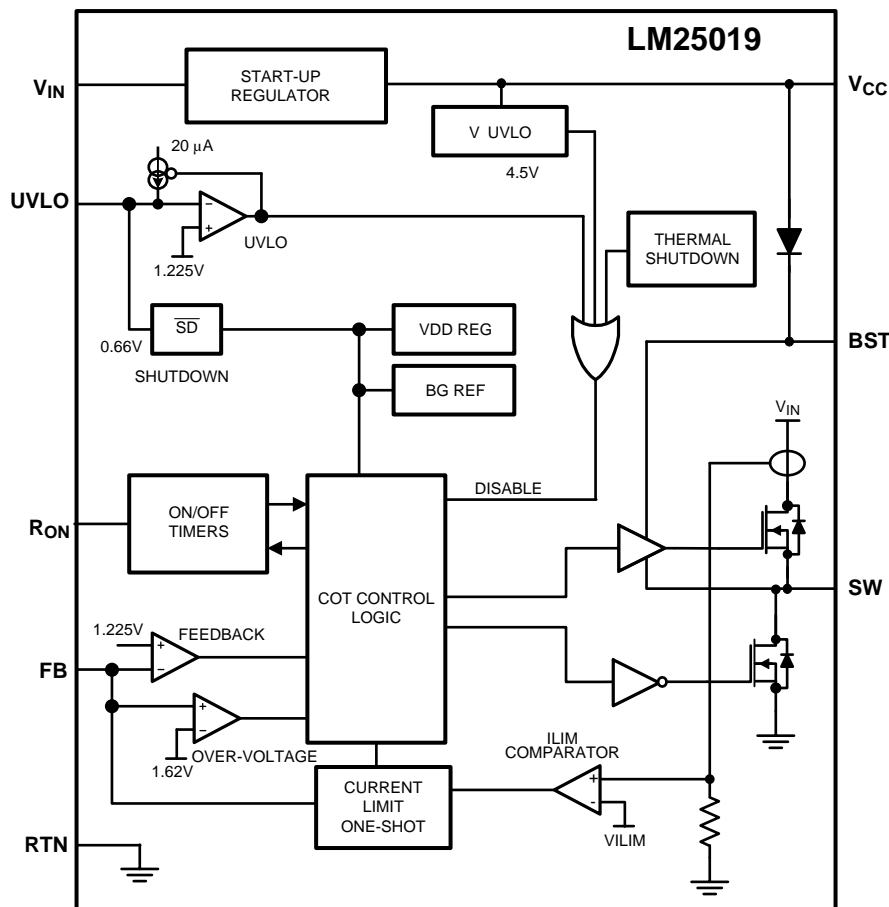 LM25019
VIN
START-UP
REGULATOR
VCC
20 µA
V UVLO
4.5V
UVLO
−
+
UVLO
1.225V
THERMAL
SHUTDOWN
SD
VDD REG
0.66V
SHUTDOWN
BST
BG REF
VIN
DISABLE
RON
ON/OFF
TIMERS
COT CONTROL
LOGIC
SW
1.225V
FEEDBACK
+
−
FB
+
−
OVER-VOLTAGE
1.62V
ILIM
COMPARATOR
CURRENT
LIMIT
ONE-SHOT
+
-
VILIM
RTN